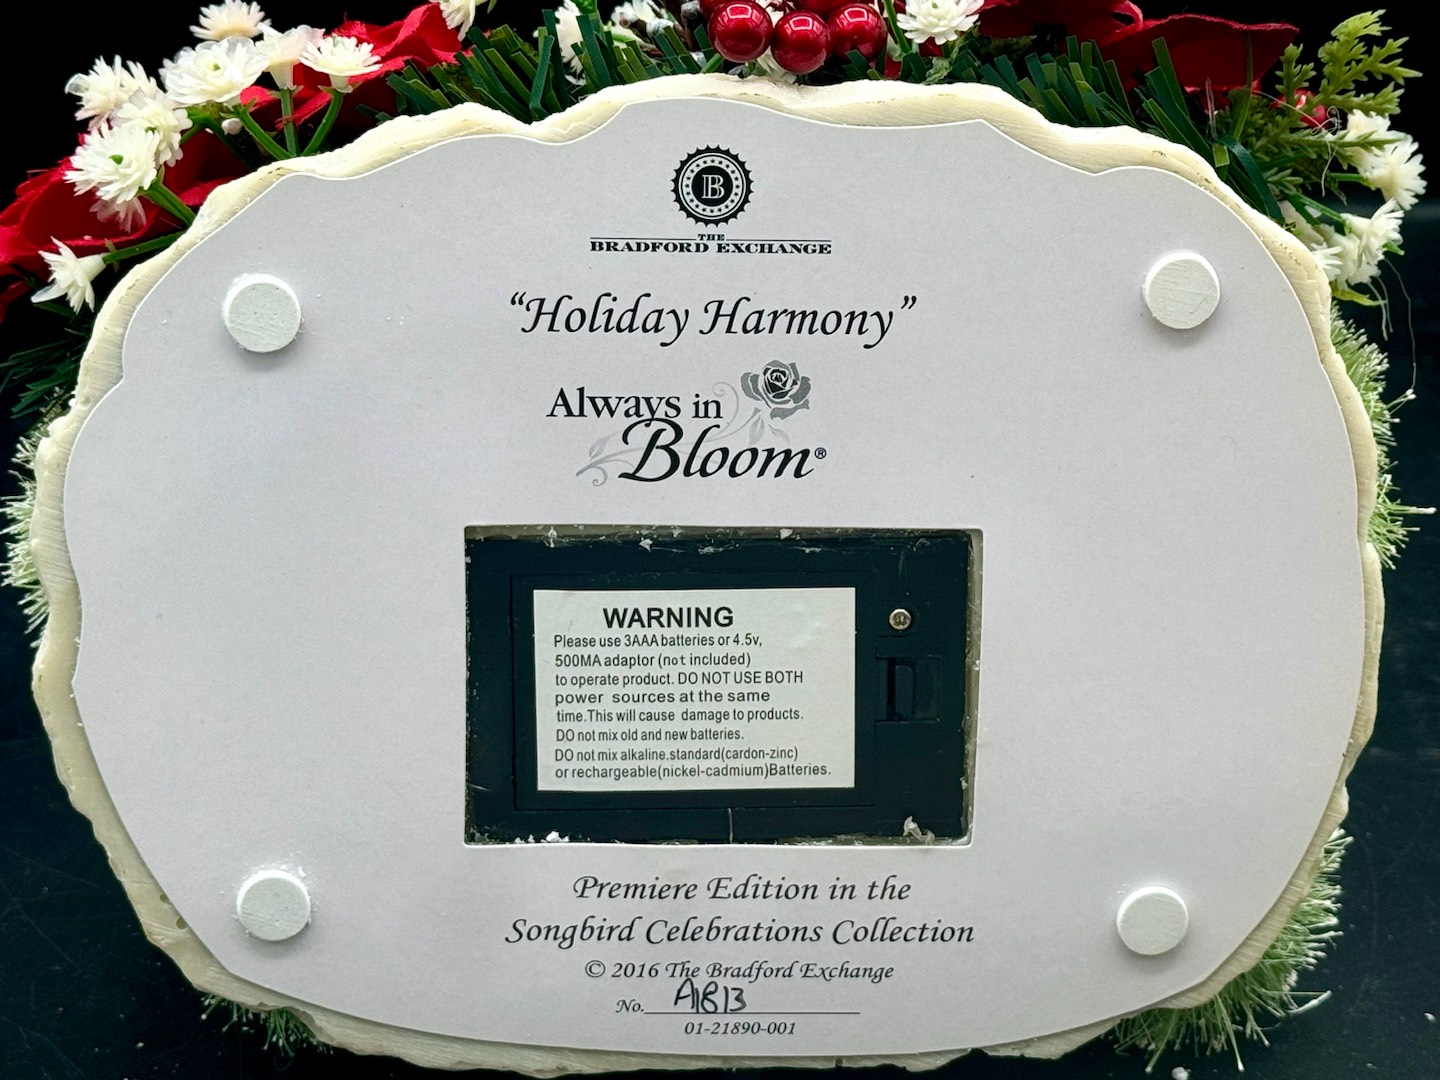 B
THE
BRADFORD EXCHANGE
“Holiday Harmony”
Always in
Bloom®
WARNING
Please use 3AAA batteries or 4.5v,
500MA adaptor (not included)
to operate product. DO NOT USE BOTH
power sources at the same
time.This will cause damage to products.
DO not mix old and new batteries.
DO not mix alkaline.standard(cardon-zinc)
or rechargeable(nickel-cadmium)Batteries.
Premiere Edition in the
Songbird Celebrations Collection
© 2016 The Bradford Exchange
No. A1813
01-21890-001